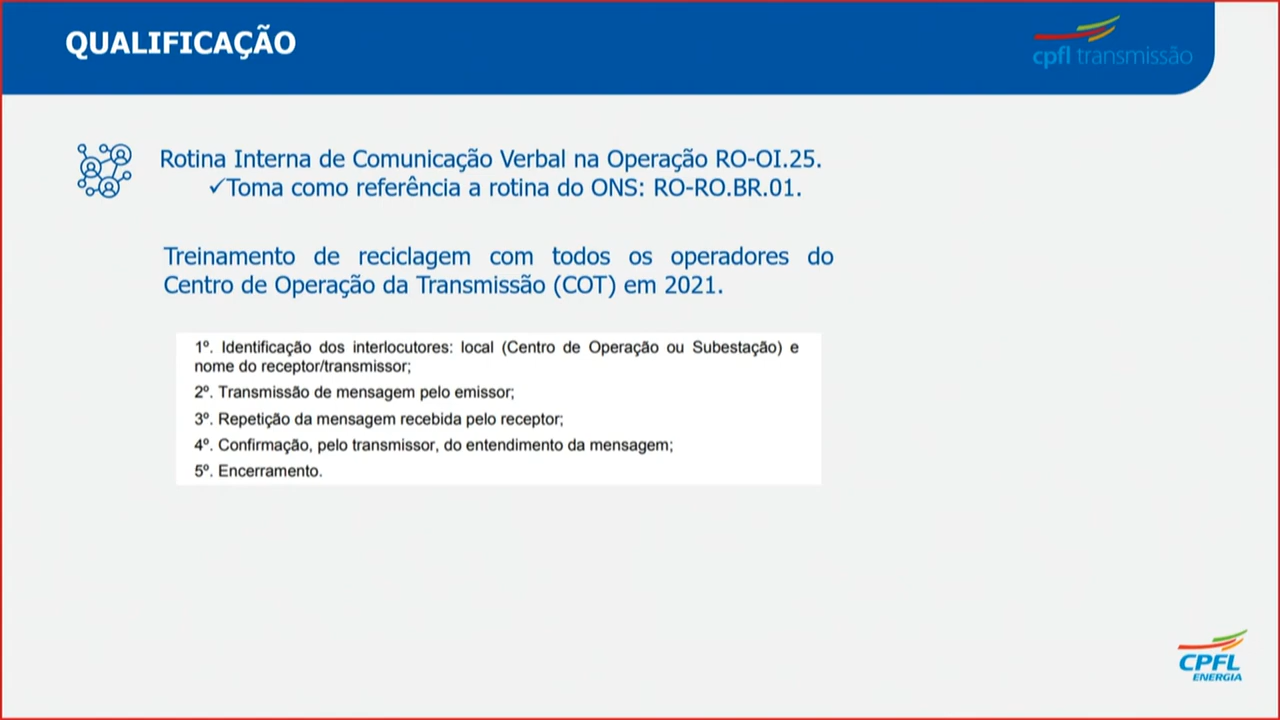 QUALIFICAÇÃO
cpfl transmissão
Rotina Interna de Comunicação Verbal na Operação RO-OI.25.
✓Toma como referência a rotina do ONS: RO-RO.BR.01.
Treinamento de reciclagem com todos os operadores do
Centro de Operação da Transmissão (COT) em 2021.
1º. Identificação dos interlocutores: local (Centro de Operação ou Subestação) e
nome do receptor/transmissor;
2º. Transmissão de mensagem pelo emissor;
3º. Repetição da mensagem recebida pelo receptor;
4º. Confirmação, pelo transmissor, do entendimento da mensagem;
5º. Encerramento.
CPFL
ENERGIA